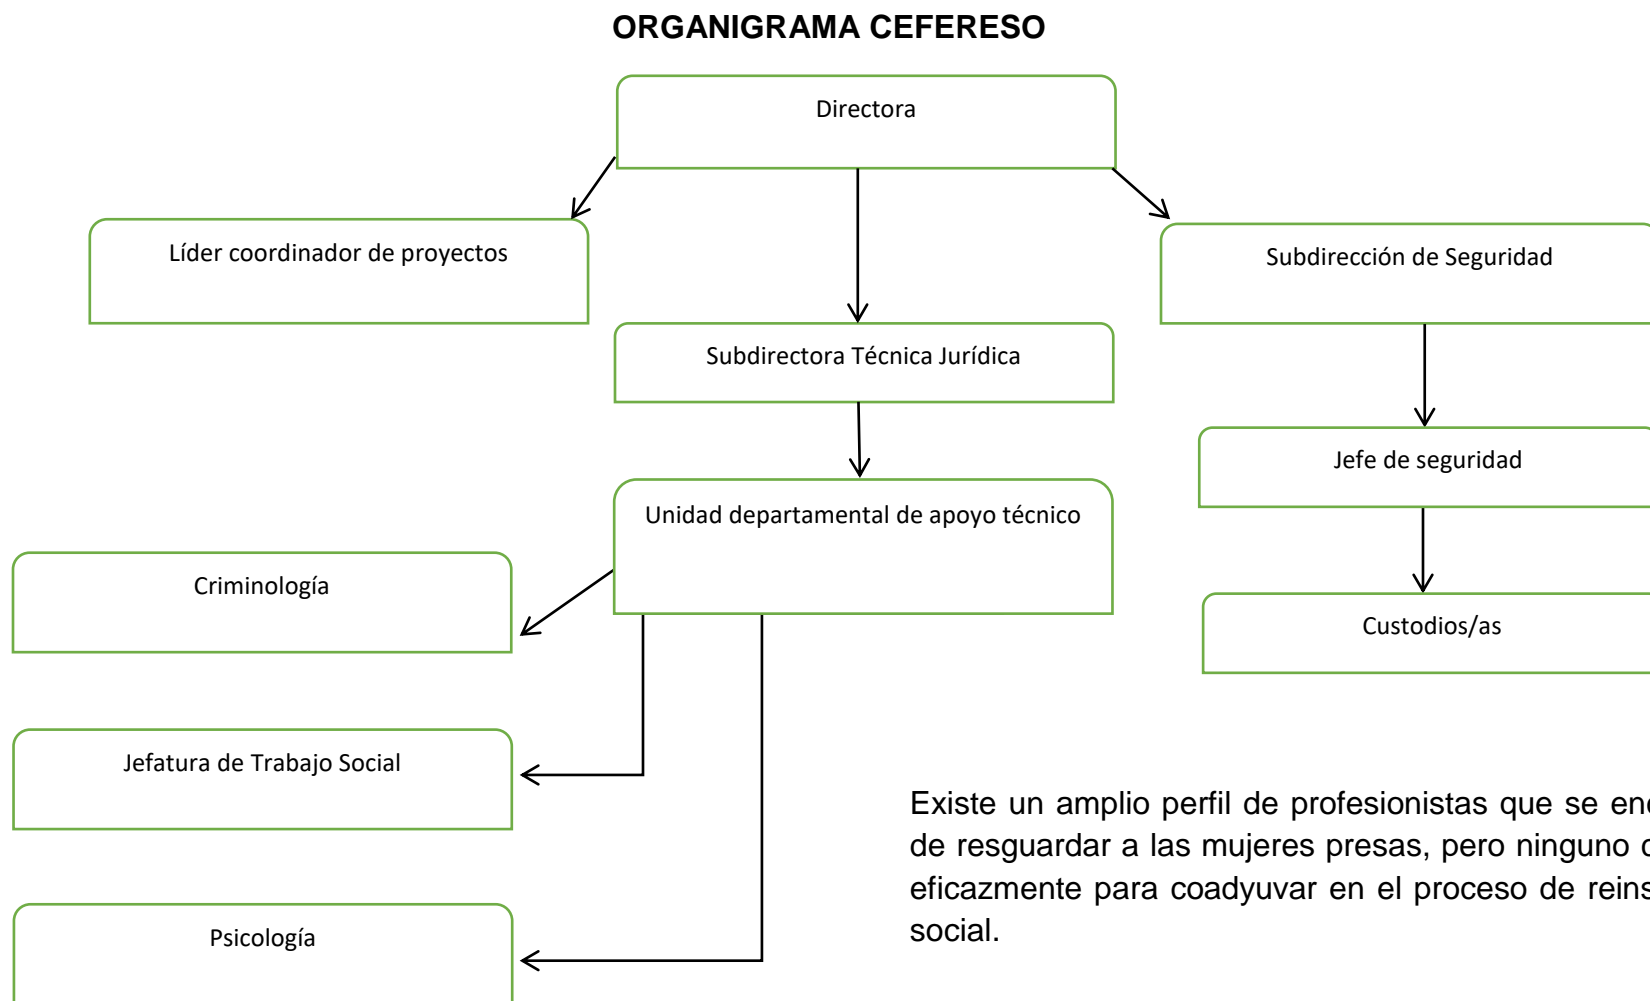 ORGANIGRAMA CEFERESO
Directora
Líder coordinador de proyectos
Subdirección de Seguridad
Subdirectora Técnica Jurídica
Jefe de seguridad
Unidad departamental de apoyo técnico
Criminología
Custodios/as
Jefatura de Trabajo Social
Psicología
Existe un amplio perfil de profesionistas que se
de resguardar a las mujeres presas, pero ninguno
eficazmente para coadyuvar en el proceso de
social.